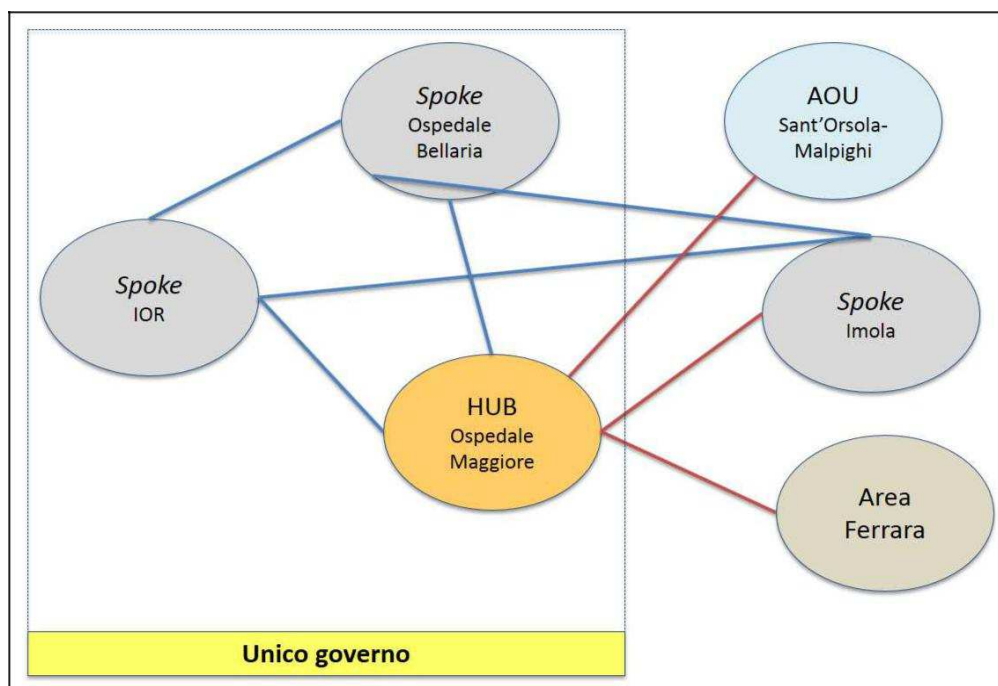 Spoke
Ospedale
Bellaria
AOU
Sant'Orsola-
Malpighi
Spoke
IOR
Spoke
Imola
HUB
Ospedale
Maggiore
Area
Ferrara
Unico governo